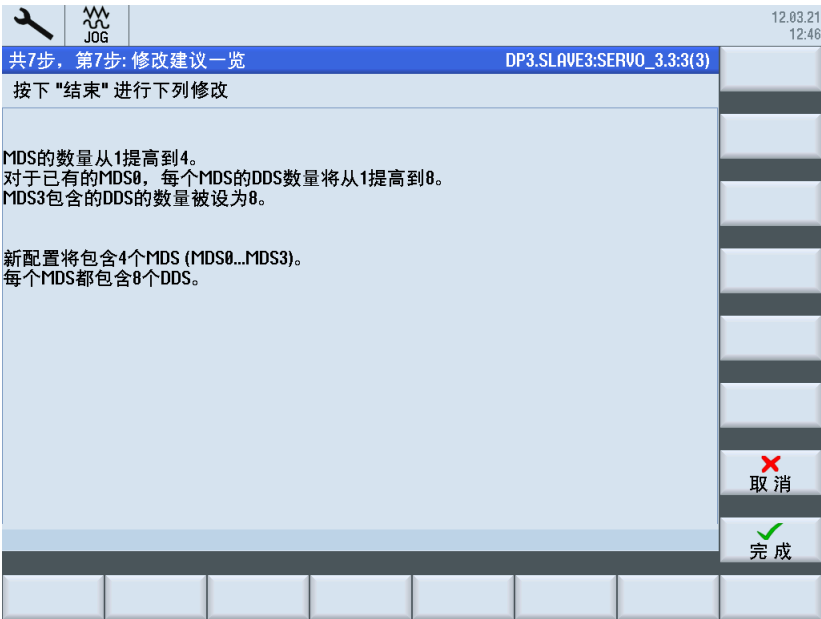 JOG
12.03.21
12:46
共7步，第7步: 修改建议一览 DP3.SLAVE3:SERVO_3.3:3(3)
按下 "结束" 进行下列修改
MDS的数量从1提高到4。
对于已有的MDS0，每个MDS的DDS数量将从1提高到8。
MDS3包含的DDS的数量被设为8。
新配置将包含4个MDS (MDS0...MDS3)。
每个MDS都包含8个DDS。
取消
完成